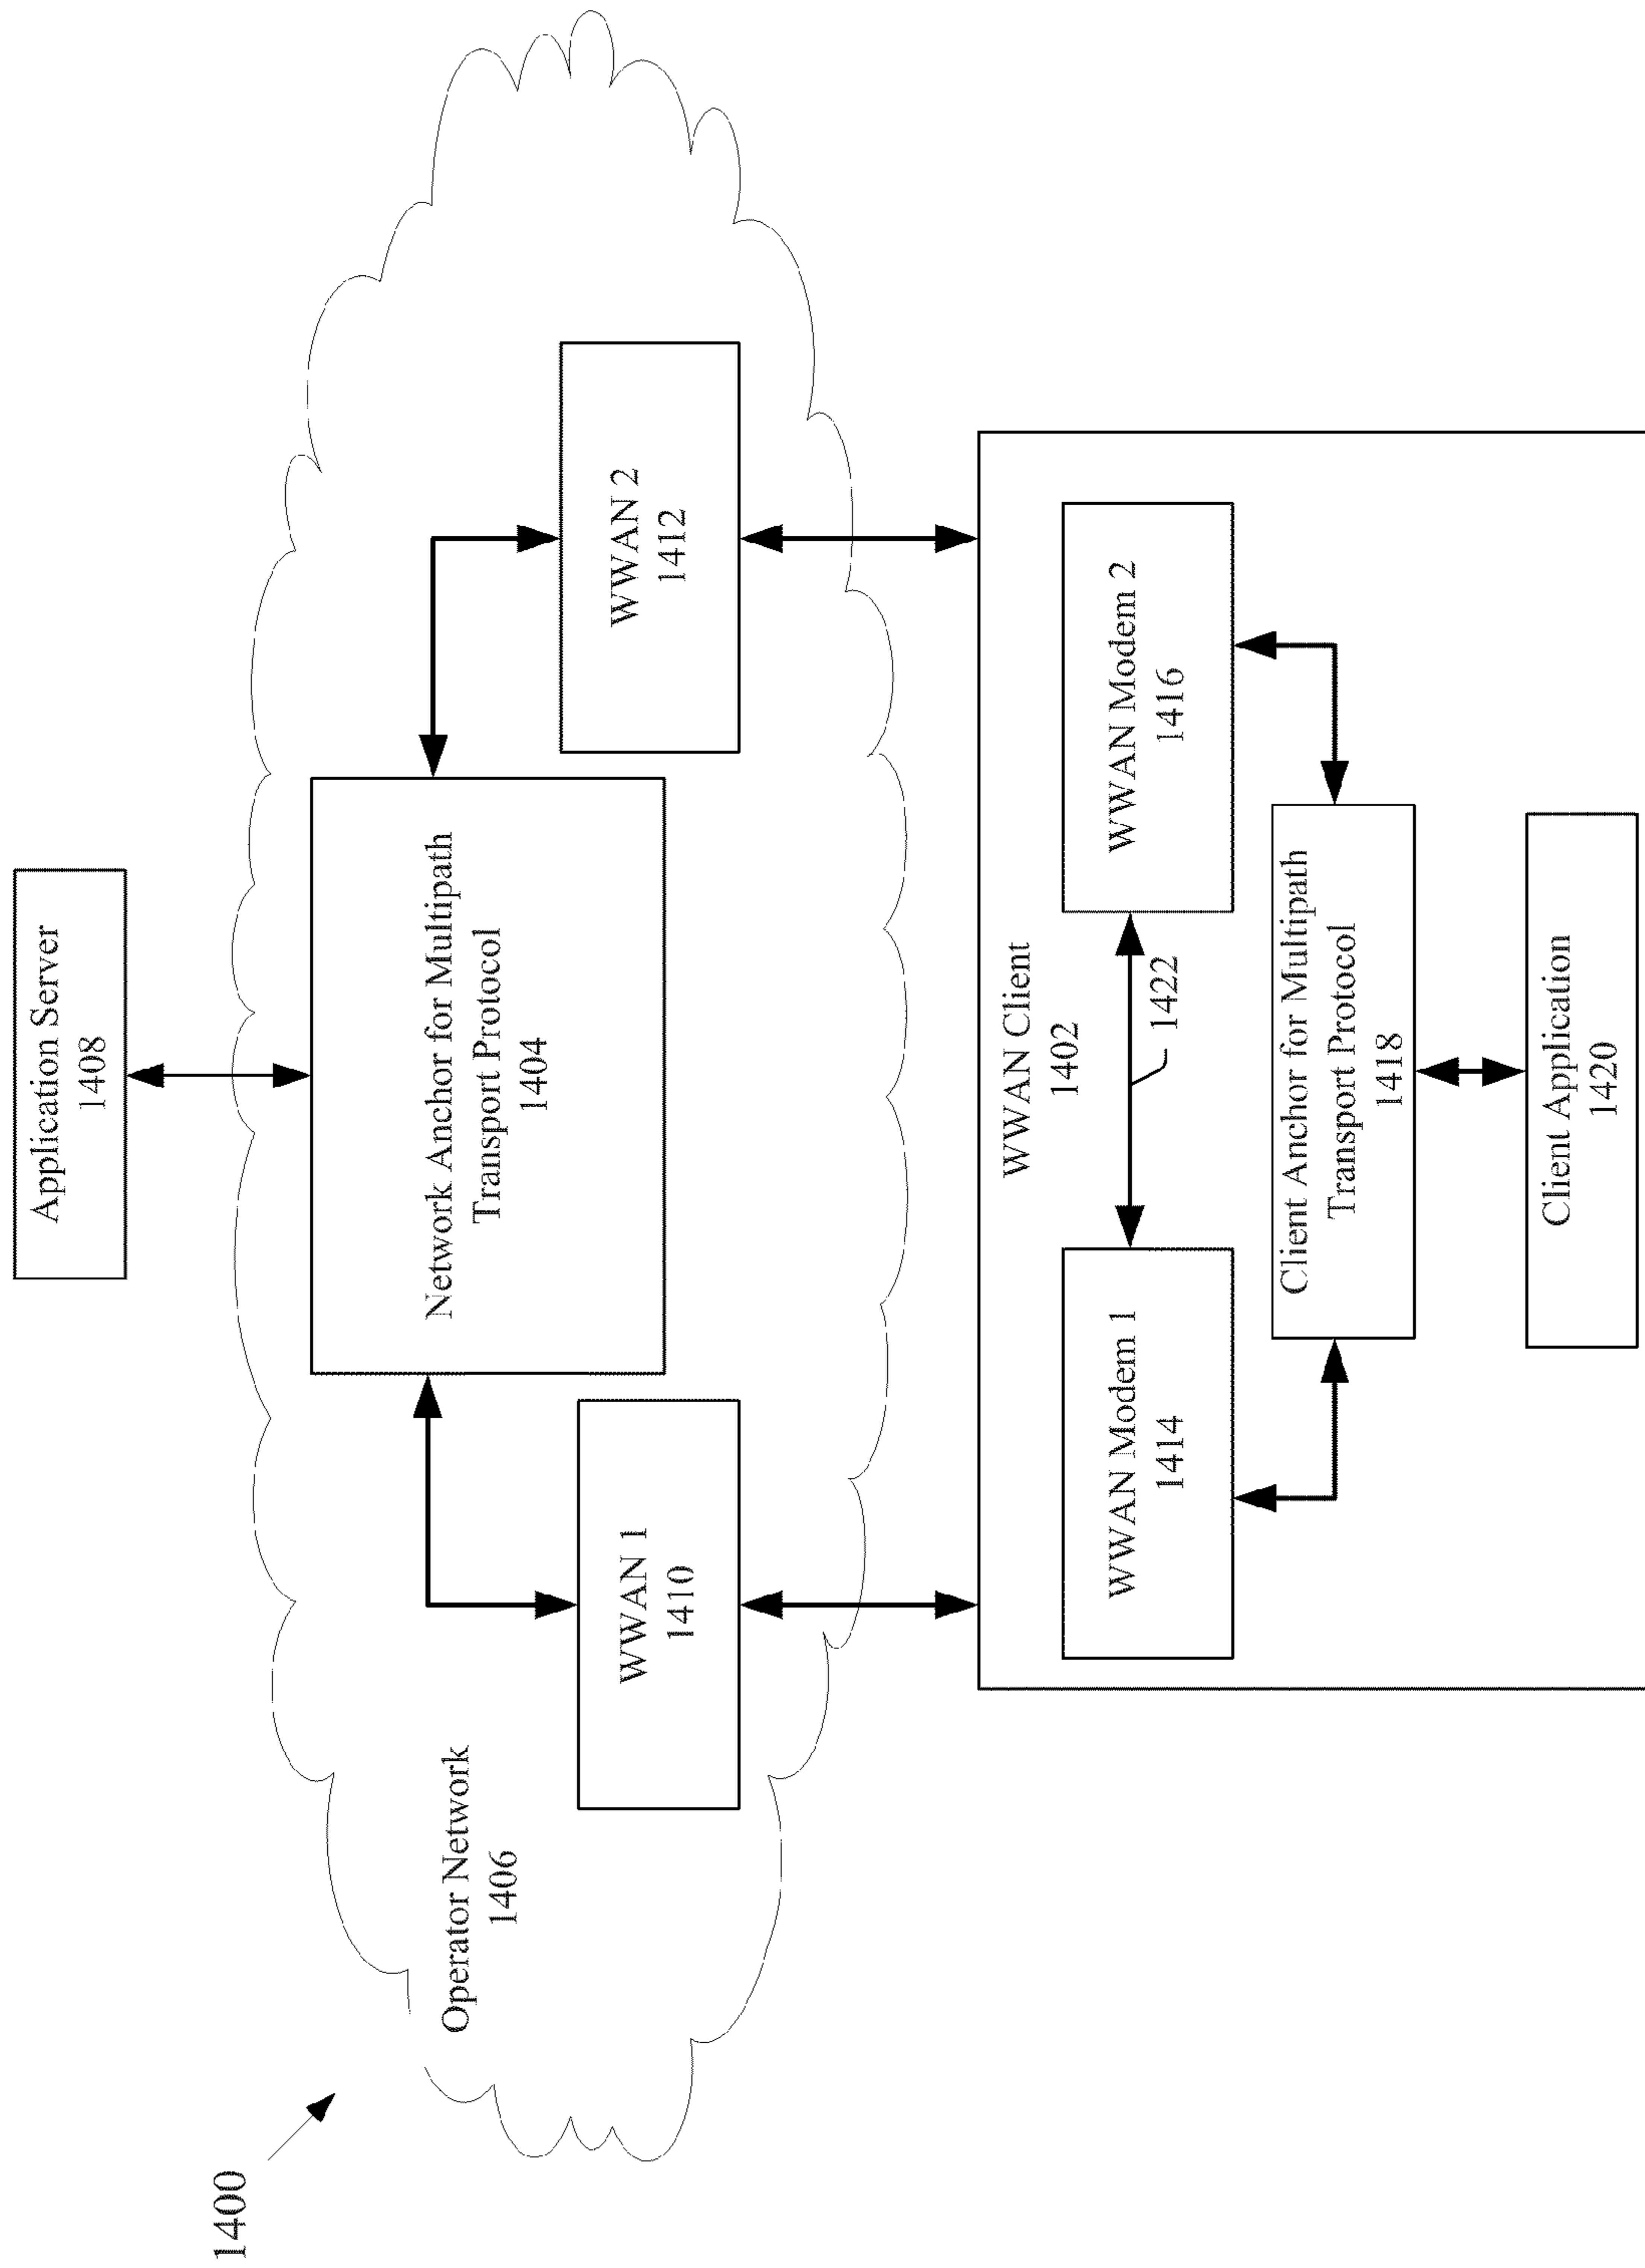 1400
Application Server
1408
Operator Network
1406
Network Anchor for Multipath
Transport Protocol
1404
WWAN 1
1410
WWAN 2
1412
WWAN Client
1402
WWAN Modem 1
1414
1422
WWAN Modem 2
1416
Client Anchor for Multipath
Transport Protocol
1418
Client Application
1420